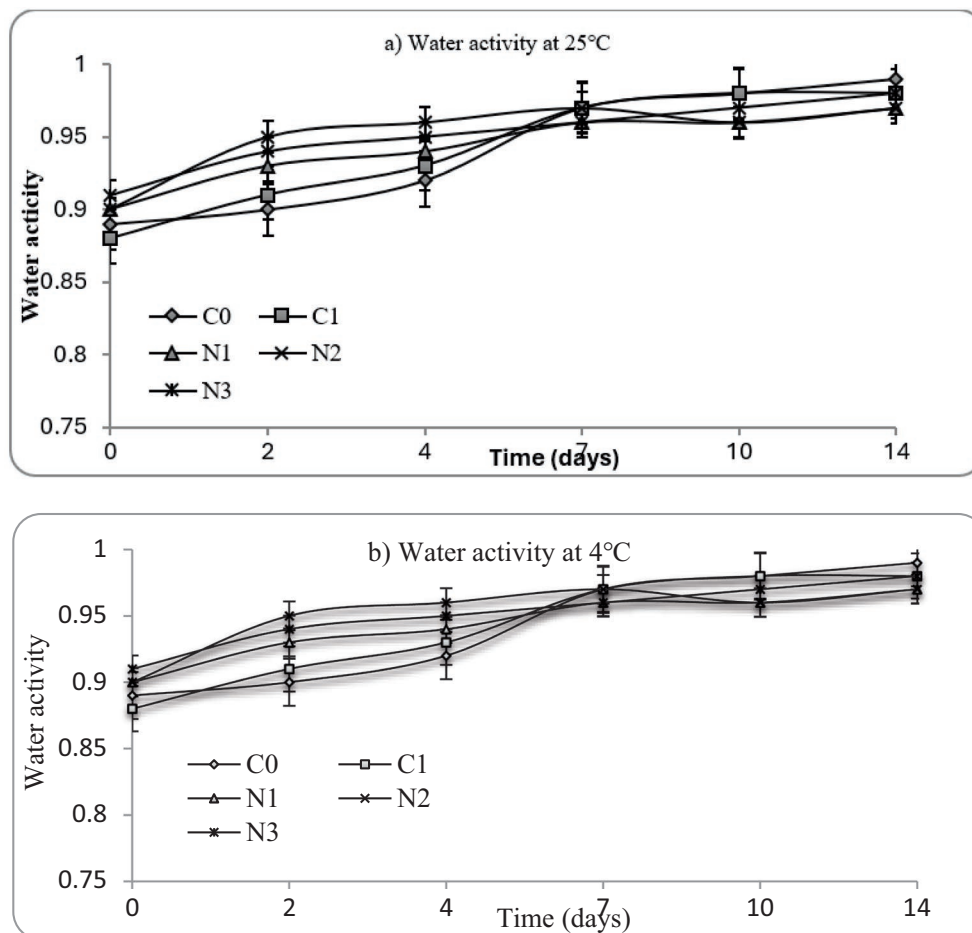 a) Water activity at 25°C
Water acticity
1
0.95
0.9
0.85
0.8
0.75
C0 C1
N1 N2
N3
0 2 4 7 10 14
Time (days)
b) Water activity at 4°C
Water activity
1
0.95
0.9
0.85
0.8
0.75
C0 C1
N1 N2
N3
0 2 4 7 10 14
Time (days)